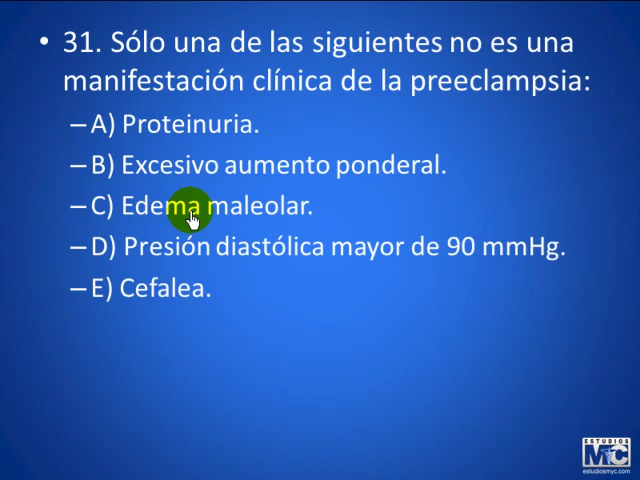 • 31. Sólo una de las siguientes no es una
manifestación clínica de la preeclampsia:
– A) Proteinuria.
– B) Excesivo aumento ponderal.
– C) Edema maleolar.
– D) Presión diastólica mayor de 90 mmHg.
– E) Cefalea.
ESTUDIOS
MyC
estudiosmyc.com